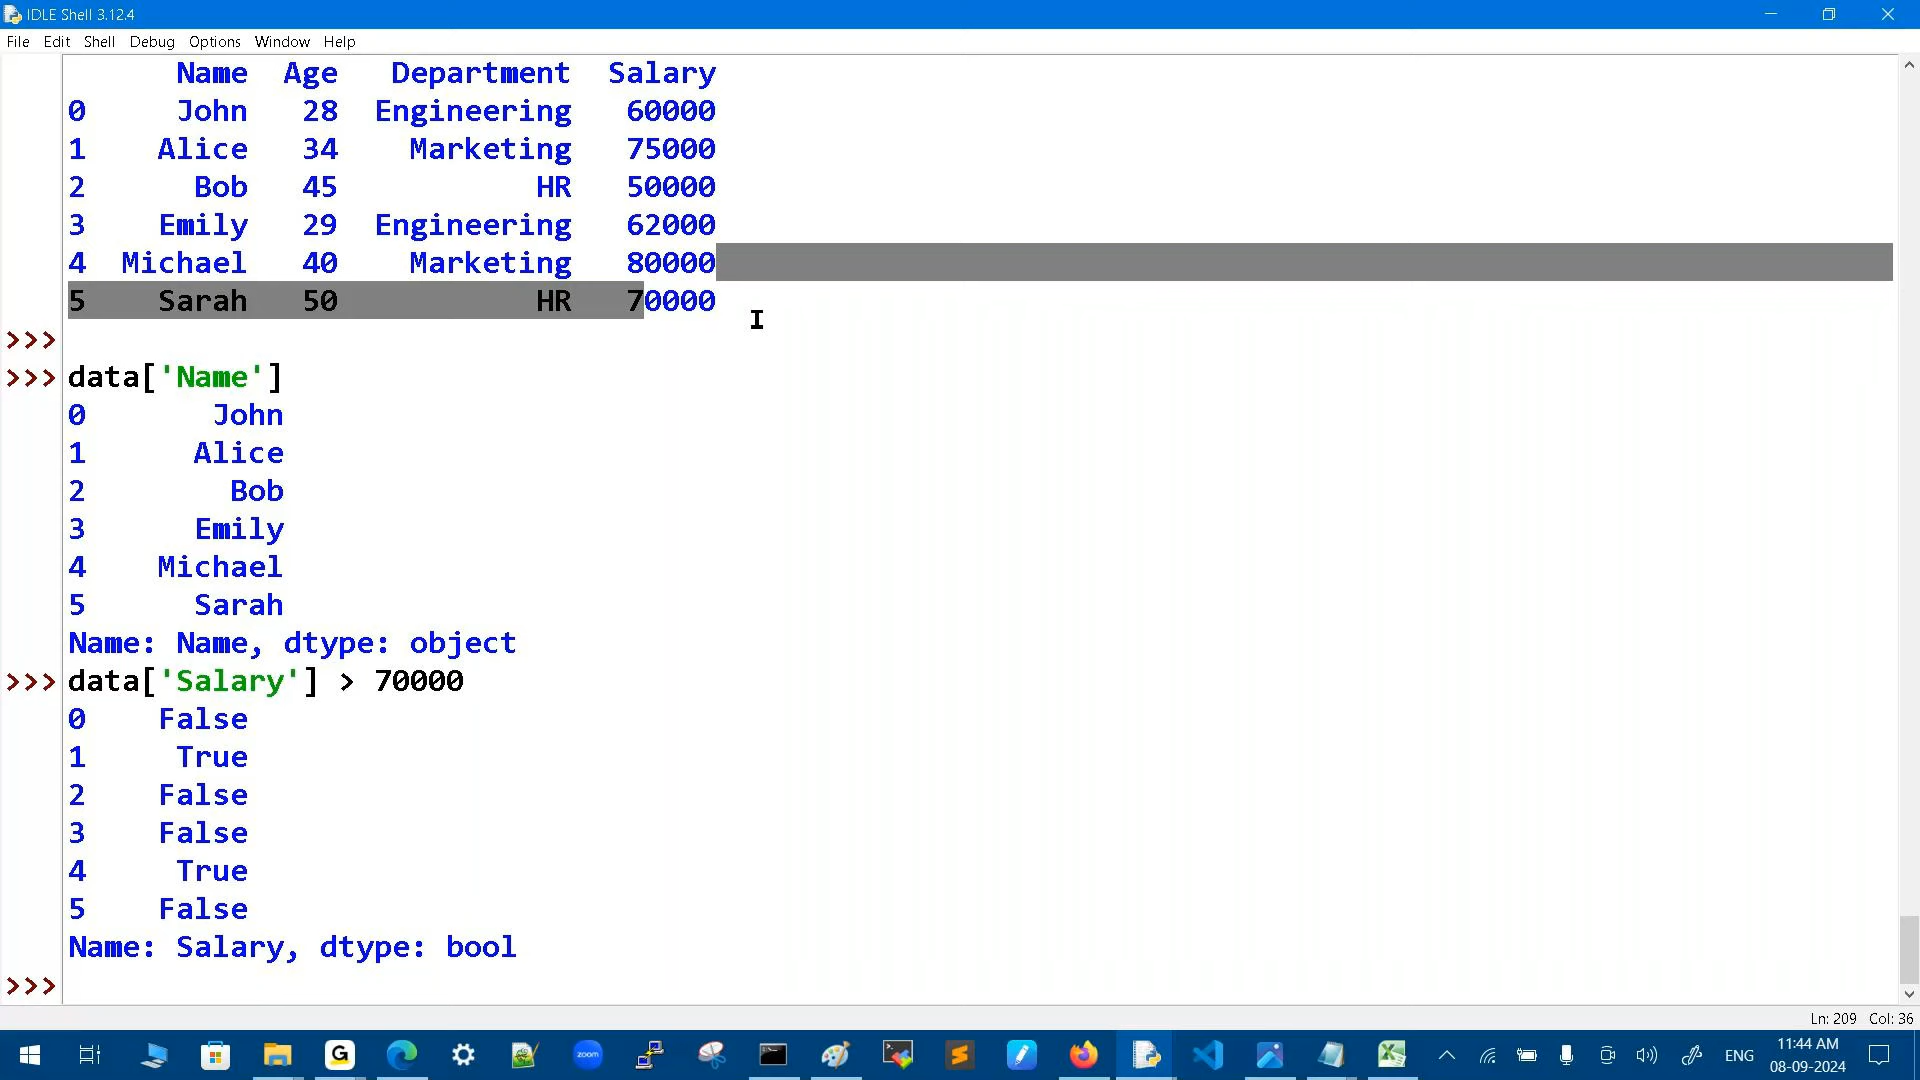 IDLE Shell 3.12.4
File Edit Shell Debug Options Window Help
Name Age Department Salary
0 John 28 Engineering 60000
1 Alice 34 Marketing 75000
2 Bob 45 HR 50000
3 Emily 29 Engineering 62000
4 Michael 40 Marketing 80000
5 Sarah 50 HR 70000
>>>
>>> data['Name']
0 John
1 Alice
2 Bob
3 Emily
4 Michael
5 Sarah
Name: Name, dtype: object
>>> data['Salary'] > 70000
0 False
1 True
2 False
3 False
4 True
5 False
Name: Salary, dtype: bool
>>>
Ln: 209 Col: 36
G
zoom
ENG
11:44 AM
08-09-2024